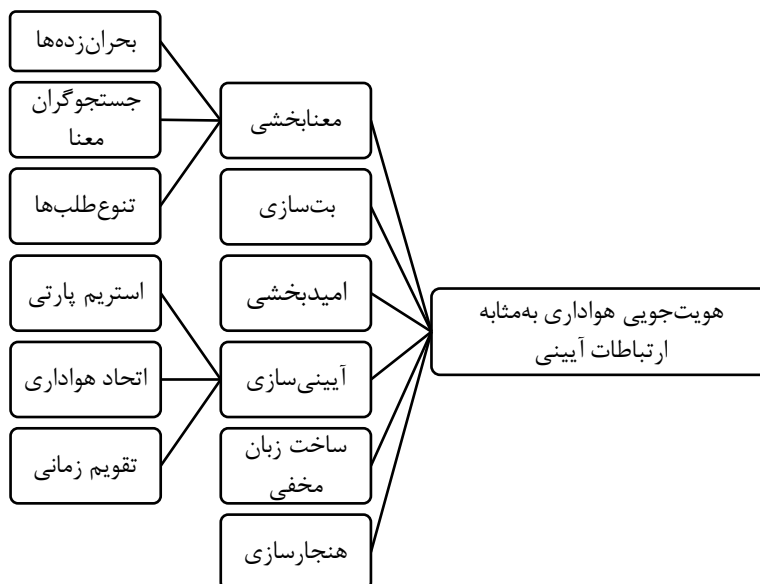 هویت‌جویی هواداری به‌مثابه
ارتباطات آیینی
معنابخشی
بحران‌زده‌ها
جستجوگران
معنا
تنوع‌طلب‌ها
بت‌سازی
امیدبخشی
آیینی‌سازی
استریم پارتی
اتحاد هواداری
تقویم زمانی
ساخت زبان
مخفی
هنجارسازی